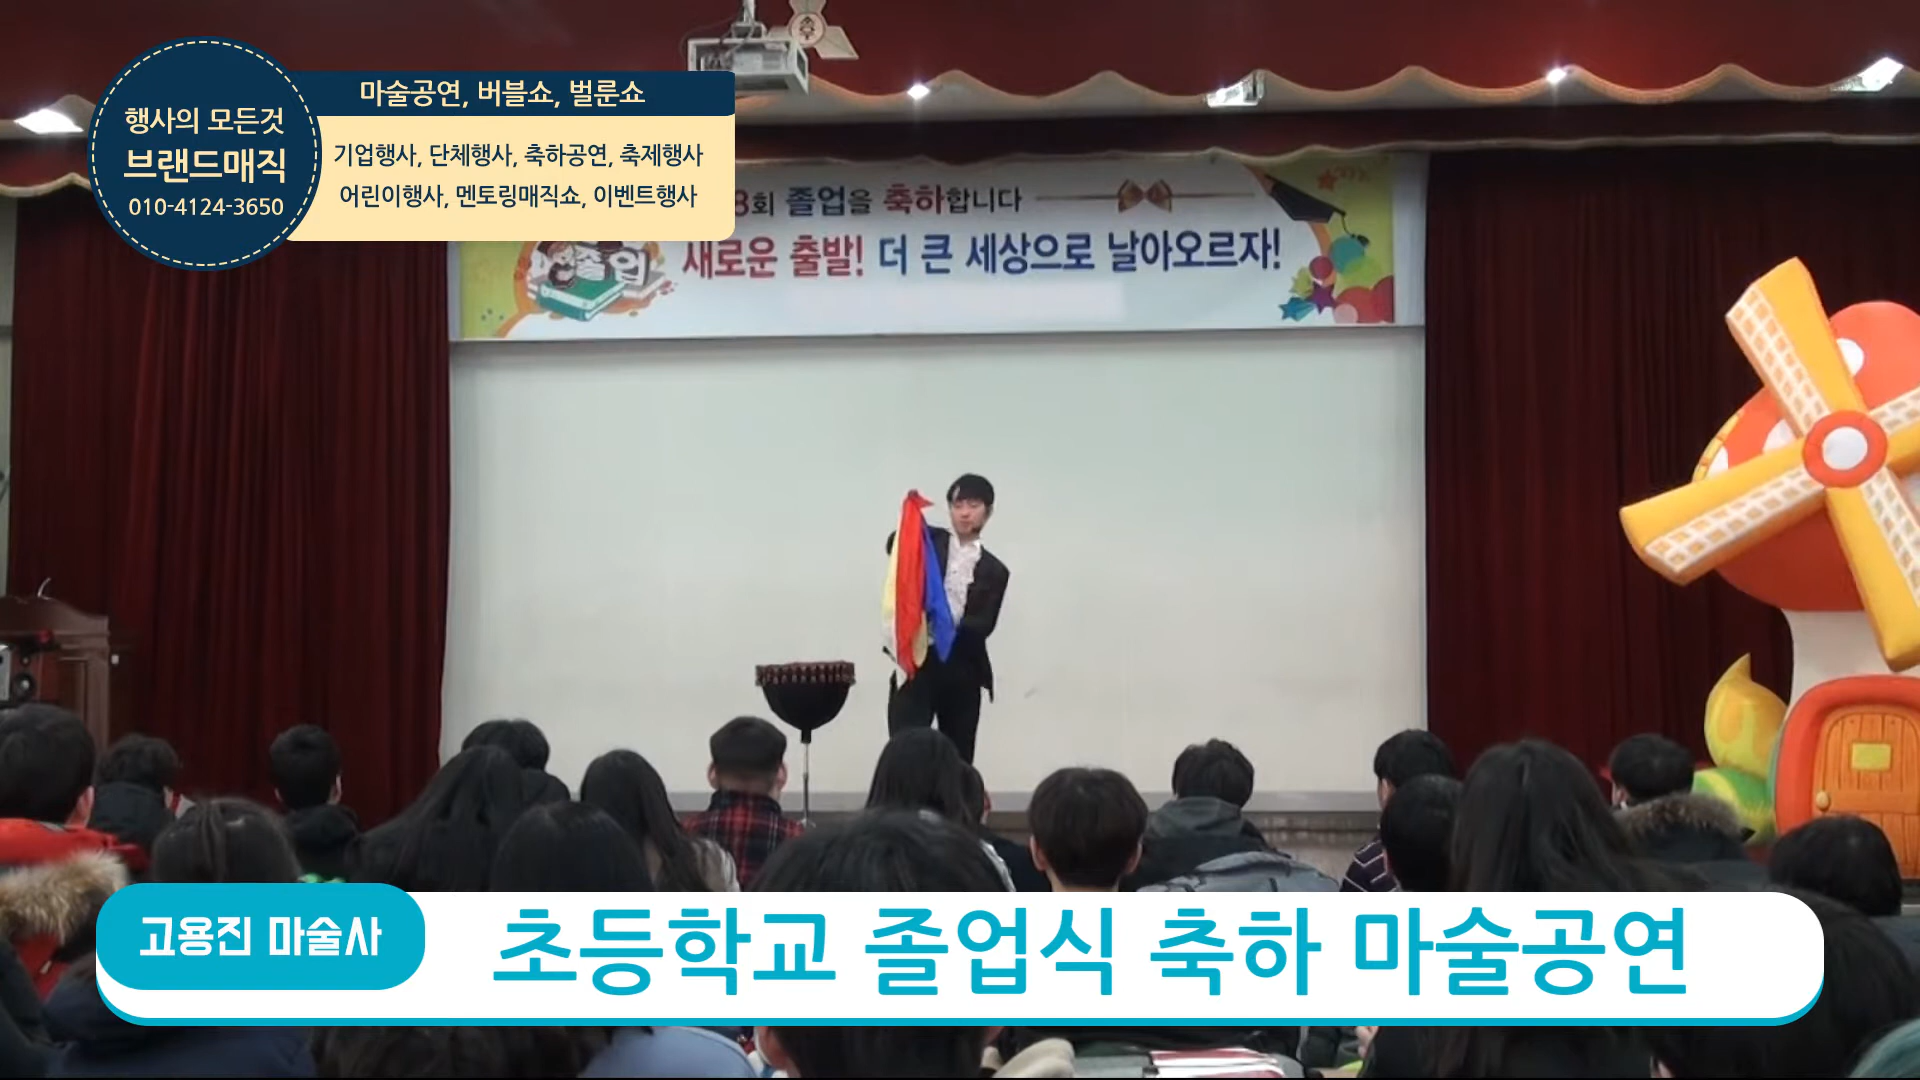 행사의 모든것
브랜드매직
010-4124-3650
마술공연, 버블쇼, 벌룬쇼
기업행사, 단체행사, 축하공연, 축제행사
어린이행사, 멘토링매직쇼, 이벤트행사
8회 졸업을 축하합니다
졸업
새로운 출발! 더 큰 세상으로 날아오르자!
고용진 마술사
초등학교 졸업식 축하 마술공연